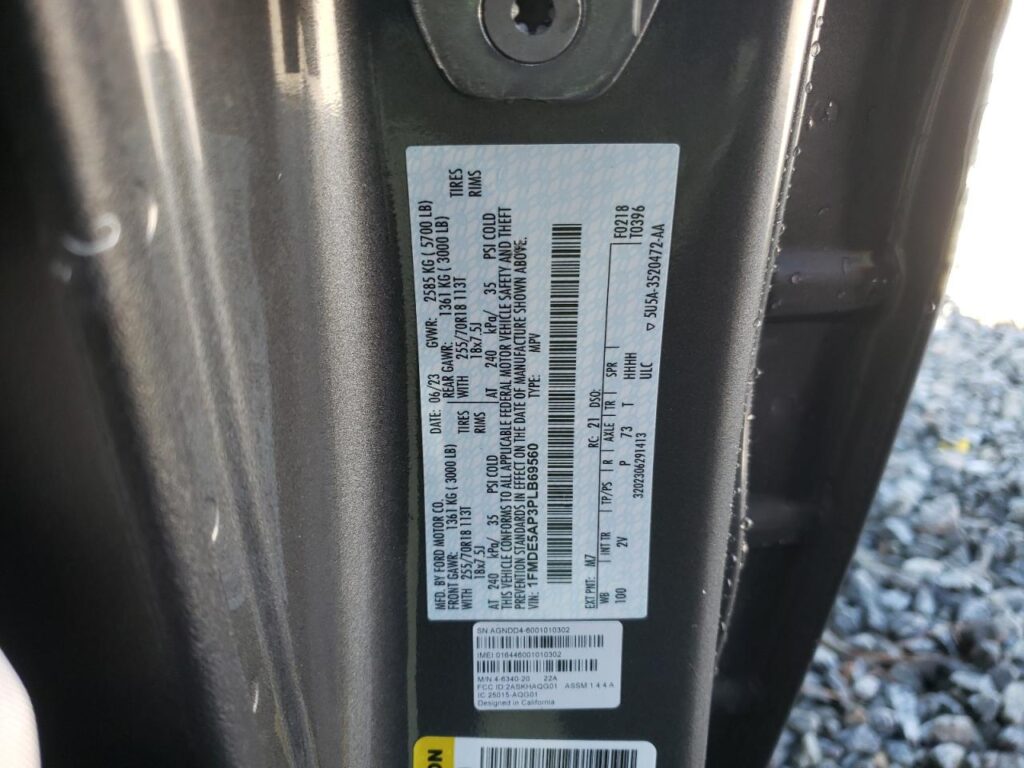 MFD. BY FORD MOTOR CO. DATE: 06/23 GVWR: 2585 KG ( 5700 LB)
FRONT GAWR: 1361 KG ( 3000 LB) REAR GAWR: 1361 KG ( 3000 LB)
WITH 255/70R18 113T TIRES WITH 255/70R18 113T TIRES
18x7.5J RIMS 18x7.5J RIMS
AT 240 kPa/ 35 PSI COLD AT 240 kPa/ 35 PSI COLD
THIS VEHICLE CONFORMS TO ALL APPLICABLE FEDERAL MOTOR VEHICLE SAFETY AND THEFT
PREVENTION STANDARDS IN EFFECT ON THE DATE OF MANUFACTURE SHOWN ABOVE.
VIN: 1FMDE5AP3PLB69560 TYPE: MPV
EXT PNT: M7 RC: 21 DSO: F0218
WB INT TR TP/PS R AXLE TR SPR T0396
100 2V P 73 T HHHH
ULC ▽ 5U5A-3520472-AA
3202306291413
SN:AGNDD4-6001010302
IMEI:016446001010302
M/N 4-6340-20 22A
FCC ID:2ASKHAQG01 ASSM 1.4.4 A
IC 25015-AQG01
Designed in California